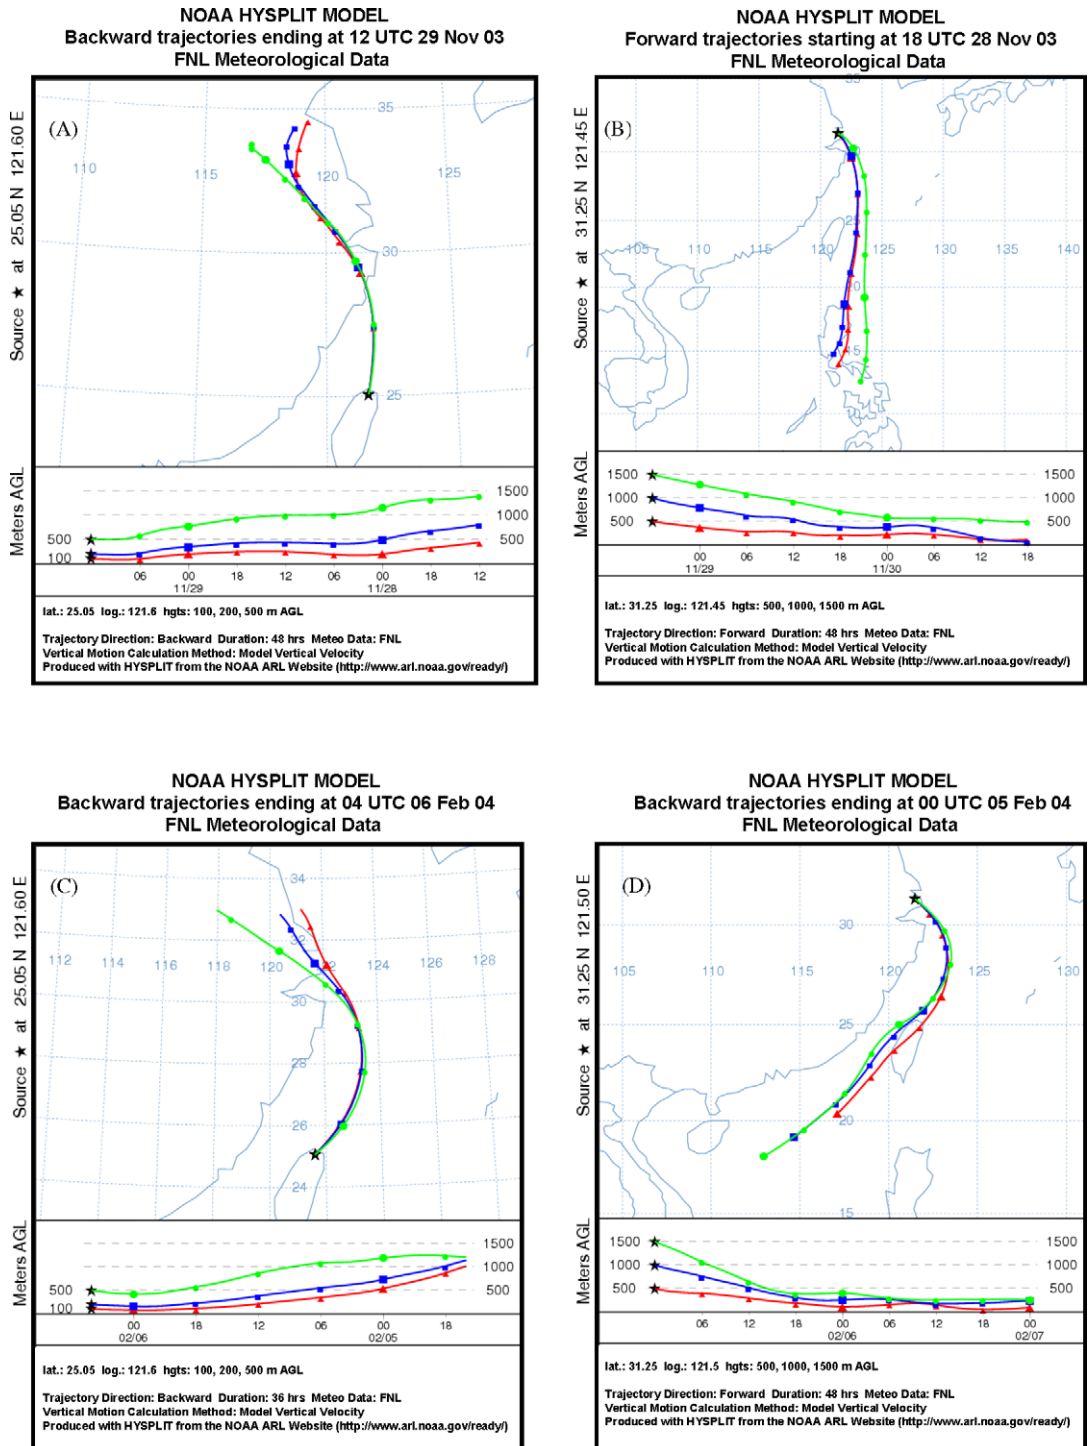 NOAA HYSPLIT MODEL
Backward trajectories ending at 12 UTC 29 Nov 03
FNL Meteorological Data
Source ★ at 25.05 N 121.60 E
(A)
35
110
115
120
125
30
25
Meters AGL
1500
1000
500
500
100
06 00 18 12 06 00 18 12
11/29 11/28
lat.: 25.05 log.: 121.6 hgts: 100, 200, 500 m AGL
Trajectory Direction: Backward Duration: 48 hrs Meteo Data: FNL
Vertical Motion Calculation Method: Model Vertical Velocity
Produced with HYSPLIT from the NOAA ARL Website (http://www.arl.noaa.gov/ready/)
NOAA HYSPLIT MODEL
Forward trajectories starting at 18 UTC 28 Nov 03
FNL Meteorological Data
Source ★ at 31.25 N 121.45 E
(B)
35
30
25
105 110 115 120 125 130 135 140
20
15
10
Meters AGL
1500 1500
1000 1000
500 500
00 06 12 18 00 06 12 18
11/29 11/30
lat.: 31.25 log.: 121.45 hgts: 500, 1000, 1500 m AGL
Trajectory Direction: Forward Duration: 48 hrs Meteo Data: FNL
Vertical Motion Calculation Method: Model Vertical Velocity
Produced with HYSPLIT from the NOAA ARL Website (http://www.arl.noaa.gov/ready/)
NOAA HYSPLIT MODEL
Backward trajectories ending at 04 UTC 06 Feb 04
FNL Meteorological Data
Source ★ at 25.05 N 121.60 E
(C)
34
32
112 114 116 118 120 122 124 126 128
30
28
26
24
Meters AGL
1500
1000
500 500
100
00 18 12 06 00 18
02/06 02/05
lat.: 25.05 log.: 121.6 hgts: 100, 200, 500 m AGL
Trajectory Direction: Backward Duration: 36 hrs Meteo Data: FNL
Vertical Motion Calculation Method: Model Vertical Velocity
Produced with HYSPLIT from the NOAA ARL Website (http://www.arl.noaa.gov/ready/)
NOAA HYSPLIT MODEL
Backward trajectories ending at 00 UTC 05 Feb 04
FNL Meteorological Data
Source ★ at 31.25 N 121.50 E
(D)
30
105 110 115 120 125 130
25
20
15
Meters AGL
1500 1500
1000 1000
500 500
06 12 18 00 06 12 18 00
02/06 02/07
lat.: 31.25 log.: 121.5 hgts: 500, 1000, 1500 m AGL
Trajectory Direction: Forward Duration: 48 hrs Meteo Data: FNL
Vertical Motion Calculation Method: Model Vertical Velocity
Produced with HYSPLIT from the NOAA ARL Website (http://www.arl.noaa.gov/ready/)